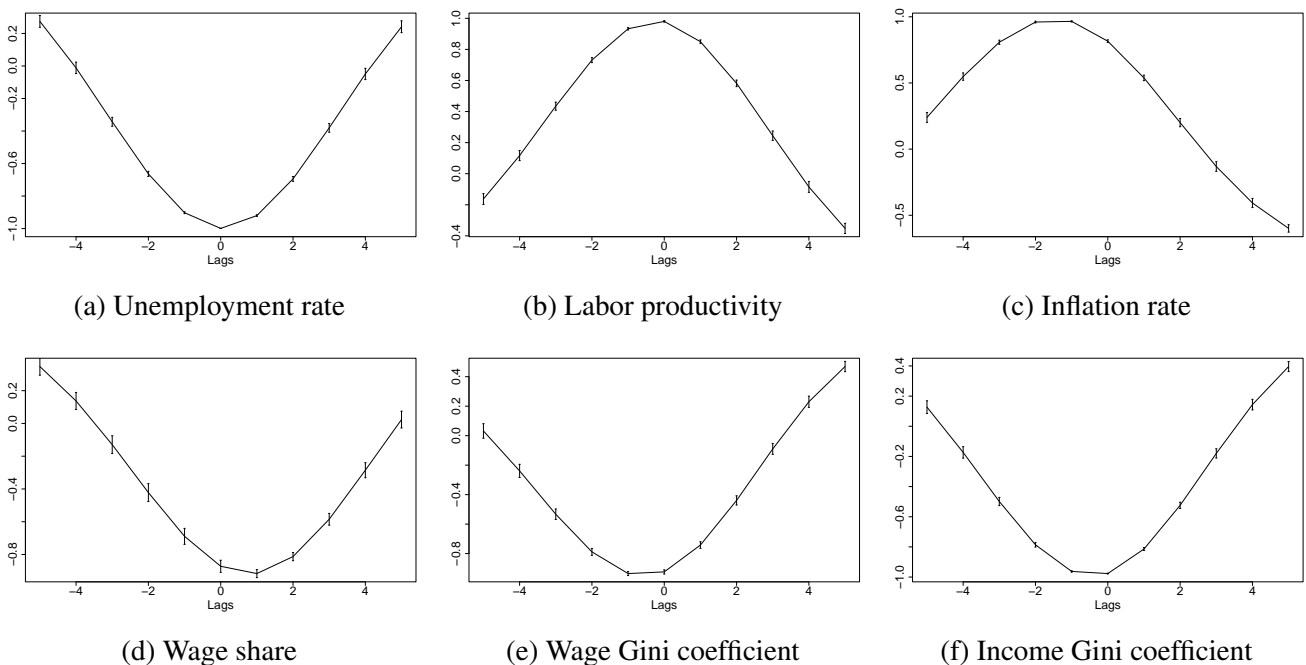 0.2
0.0
−0.2
−0.6
−1.0
−4 −2 0 2 4
Lags
(a) Unemployment rate
1.0
0.8
0.6
0.4
0.2
0.0
−0.4
−4 −2 0 2 4
Lags
(b) Labor productivity
1.0
0.5
0.0
−0.5
−4 −2 0 2 4
Lags
(c) Inflation rate
0.2
0.0
−0.4
−0.8
−4 −2 0 2 4
Lags
(d) Wage share
0.4
0.2
0.0
−0.4
−0.8
−4 −2 0 2 4
Lags
(e) Wage Gini coefficient
0.4
0.2
−0.2
−0.6
−1.0
−4 −2 0 2 4
Lags
(f) Income Gini coefficient